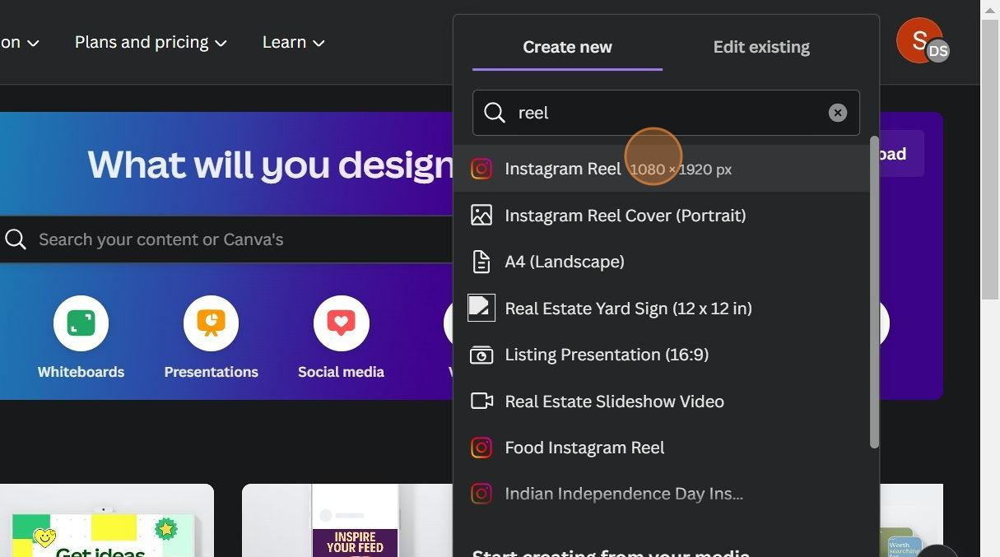 on
Plans and pricing
Learn
Create new
Edit existing
S
DS
reel
What will you design
oad
Instagram Reel 1080 × 1920 px
Instagram Reel Cover (Portrait)
Search your content or Canva's
A4 (Landscape)
Real Estate Yard Sign (12 x 12 in)
Listing Presentation (16:9)
Whiteboards
Presentations
Social media
Real Estate Slideshow Video
Food Instagram Reel
Indian Independence Day Ins...
INSPIRE
YOUR FEED
Get ideas
Worth
searching
for
Start creating from your media